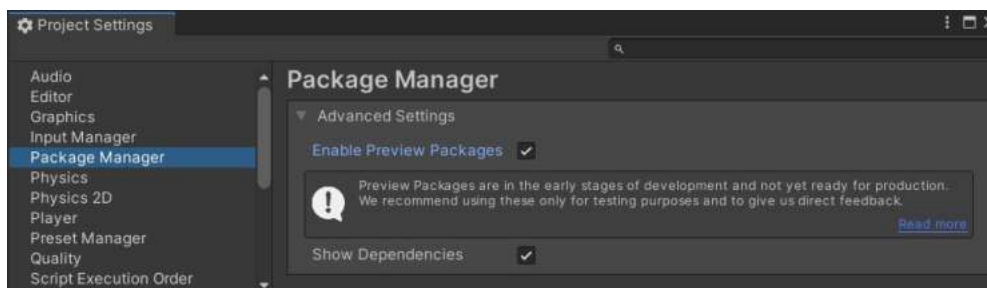 Project Settings
Audio
Editor
Graphics
Input Manager
Package Manager
Physics
Physics 2D
Player
Preset Manager
Quality
Script Execution Order
Package Manager
Advanced Settings
Enable Preview Packages
Preview Packages are in the early stages of development and not yet ready for production.
We recommend using these only for testing purposes and to give us direct feedback.
Read more
Show Dependencies